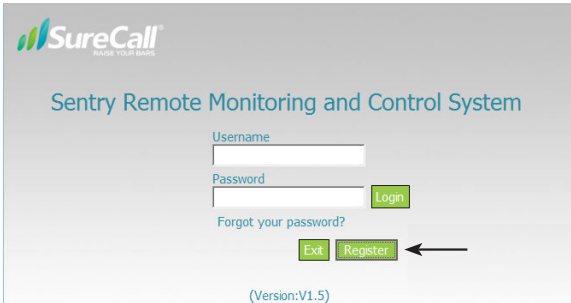 SureCall
RAISE YOUR BARS
Sentry Remote Monitoring and Control System
Username
Password
Login
Forgot your password?
Exit Register
(Version:V1.5)